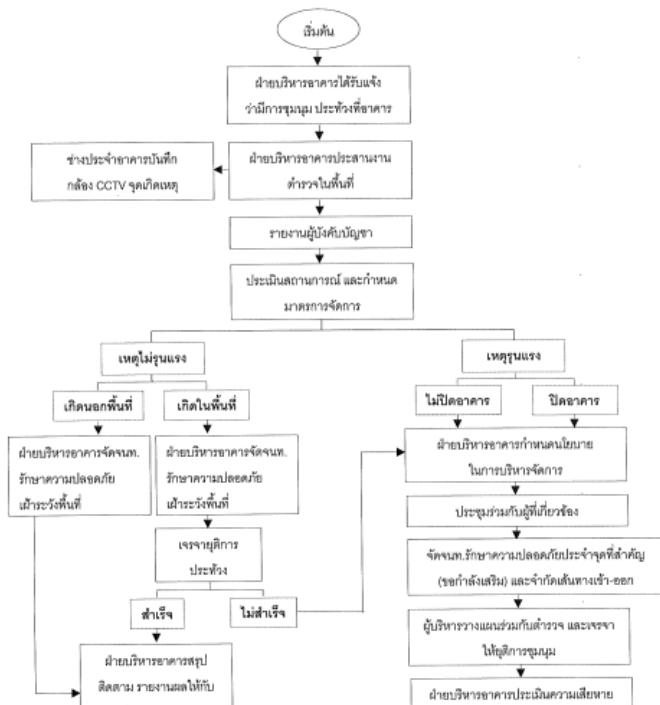 เริ่มต้น
ฝ่ายบริหารอาคารได้รับแจ้ง
ว่ามีการชุมนุม ประท้วงที่อาคาร
ช่างประจำอาคารบันทึก
กล้อง CCTV จุดเกิดเหตุ
ฝ่ายบริหารอาคารประสานงาน
ตำรวจในพื้นที่
รายงานผู้บังคับบัญชา
ประเมินสถานการณ์ และกำหนด
มาตรการจัดการ
เหตุไม่รุนแรง
เหตุรุนแรง
เกิดนอกพื้นที่
เกิดในพื้นที่
ไม่ปิดอาคาร
ปิดอาคาร
ฝ่ายบริหารอาคารจัดจนท.
รักษาความปลอดภัย
เฝ้าระวังพื้นที่
ฝ่ายบริหารอาคารจัดจนท.
รักษาความปลอดภัย
เฝ้าระวังพื้นที่
ฝ่ายบริหารอาคารกำหนดนโยบาย
ในการบริหารจัดการ
ประชุมร่วมกับผู้ที่เกี่ยวข้อง
เจรจายุติการ
ประท้วง
จัดจนท.รักษาความปลอดภัยประจำจุดที่สำคัญ
(ขอกำลังเสริม) และจำกัดเส้นทางเข้า-ออก
สำเร็จ
ไม่สำเร็จ
ผู้บริหารวางแผนร่วมกับตำรวจ และเจรจา
ให้ยุติการชุมนุม
ฝ่ายบริหารอาคารสรุป
ติดตาม รายงานผลให้กับ
ฝ่ายบริหารอาคารประเมินความเสียหาย